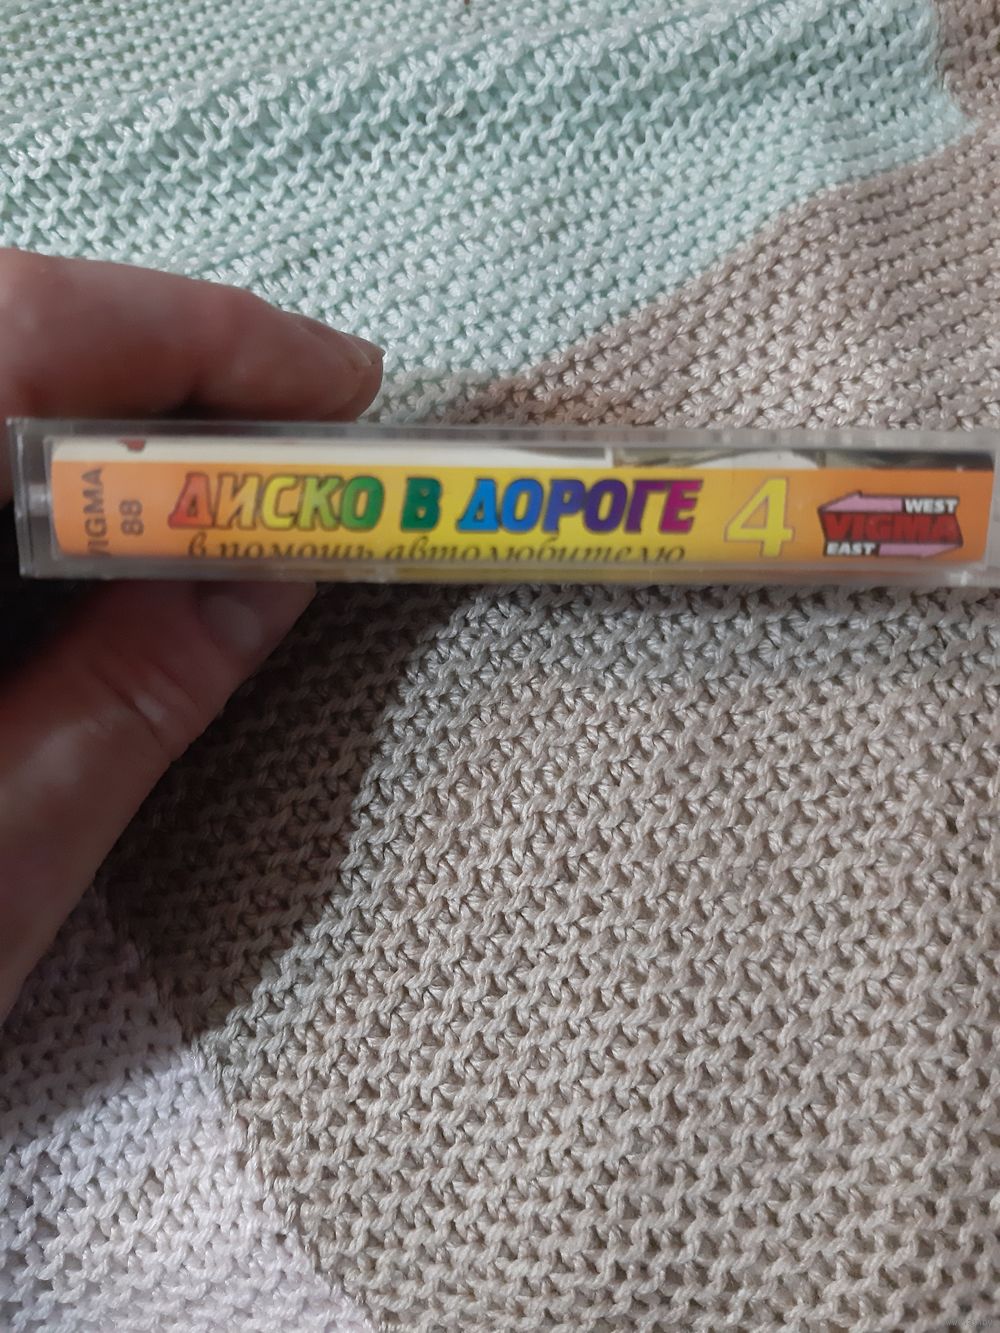 VIGMA
88
ДИСКО В ДОРОГЕ 4
в помощь автолюбителю
WEST
VIGMA
EAST